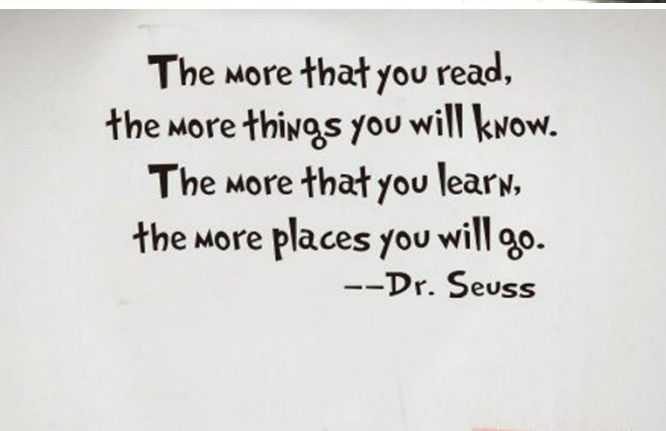 The more that you read,
the more things you will know.
The more that you learn,
the more places you will go.
--Dr. Seuss